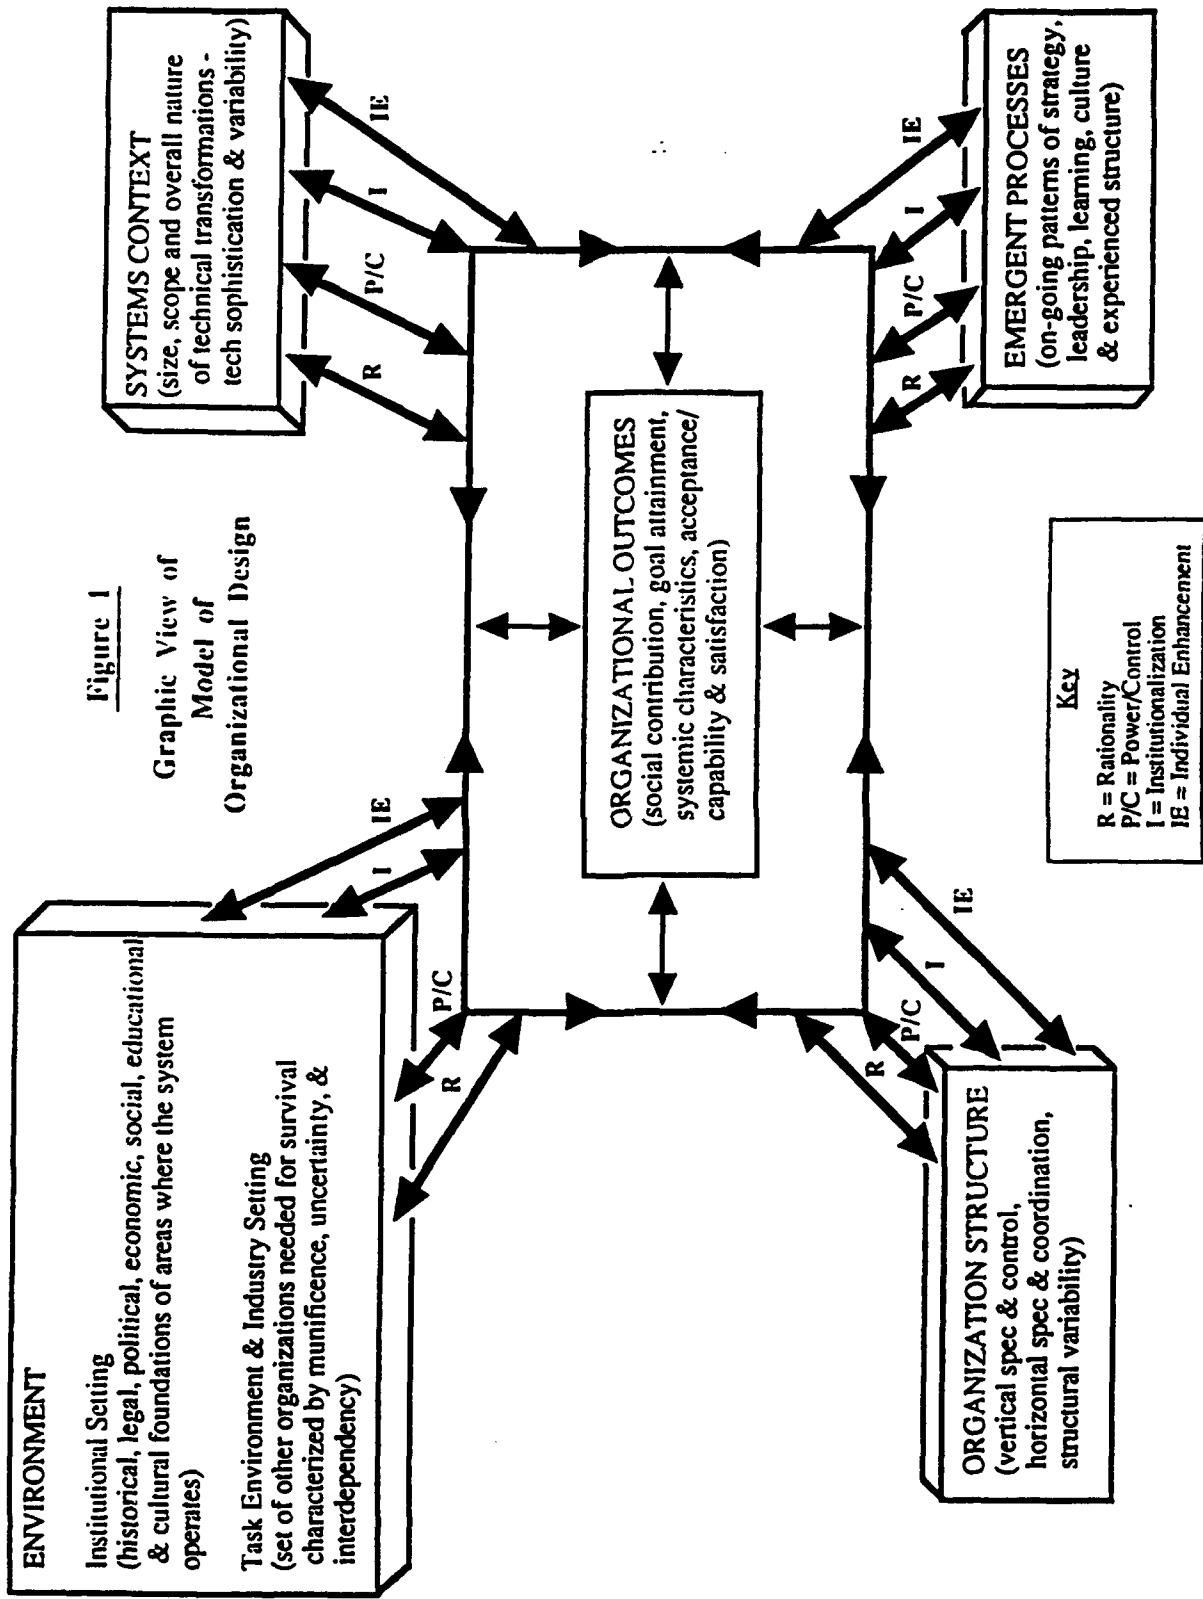 Figure 1
Graphic View of
Model of
Organizational Design
ENVIRONMENT
Institutional Setting
(historical, legal, political, economic, social, educational
& cultural foundations of areas where the system
operates)
Task Environment & Industry Setting
(set of other organizations needed for survival
characterized by munificence, uncertainty, &
interdependency)
SYSTEMS CONTEXT
(size, scope and overall nature
of technical transformations -
tech sophistication & variability)
R
P/C
I
IE
R
P/C
I
IE
ORGANIZATIONAL OUTCOMES
(social contribution, goal attainment,
systemic characteristics, acceptance/
capability & satisfaction)
R
P/C
I
IE
R
P/C
I
IE
ORGANIZATION STRUCTURE
(vertical spec & control,
horizontal spec & coordination,
structural variability)
EMERGENT PROCESSES
(on-going patterns of strategy,
leadership, learning, culture
& experienced structure)
Key
R = Rationality
P/C = Power/Control
I = Institutionalization
IE = Individual Enhancement